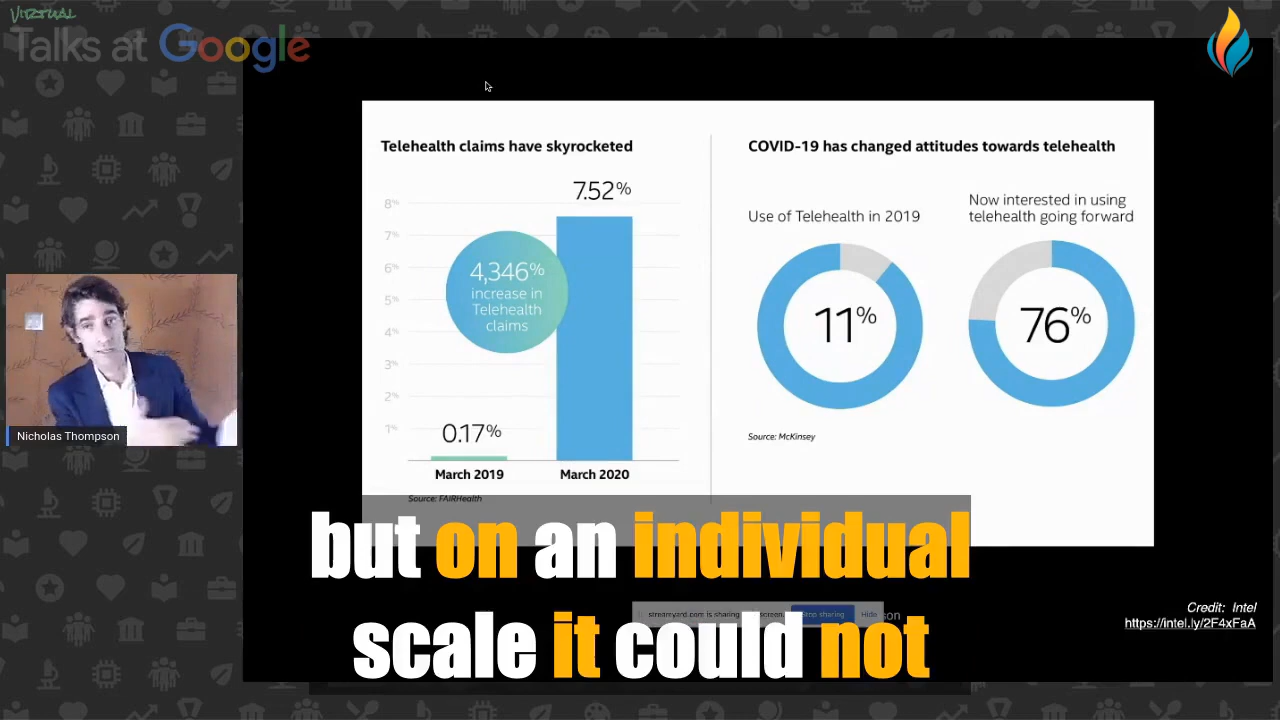 VIRTUAL
Talks at Google
Telehealth claims have skyrocketed
8%
7%
6%
5%
4%
3%
2%
1%
7.52%
4,346%
increase in
Telehealth
claims
0.17%
March 2019
March 2020
Source: FAIRHealth
COVID-19 has changed attitudes towards telehealth
Use of Telehealth in 2019
11%
Now interested in using
telehealth going forward
76%
Source: McKinsey
Nicholas Thompson
but on an individual
scale it could not
streamyard.com is sharing screen.
Stop sharing
Hide
son
Credit: Intel
https://intel.ly/2F4xFaA